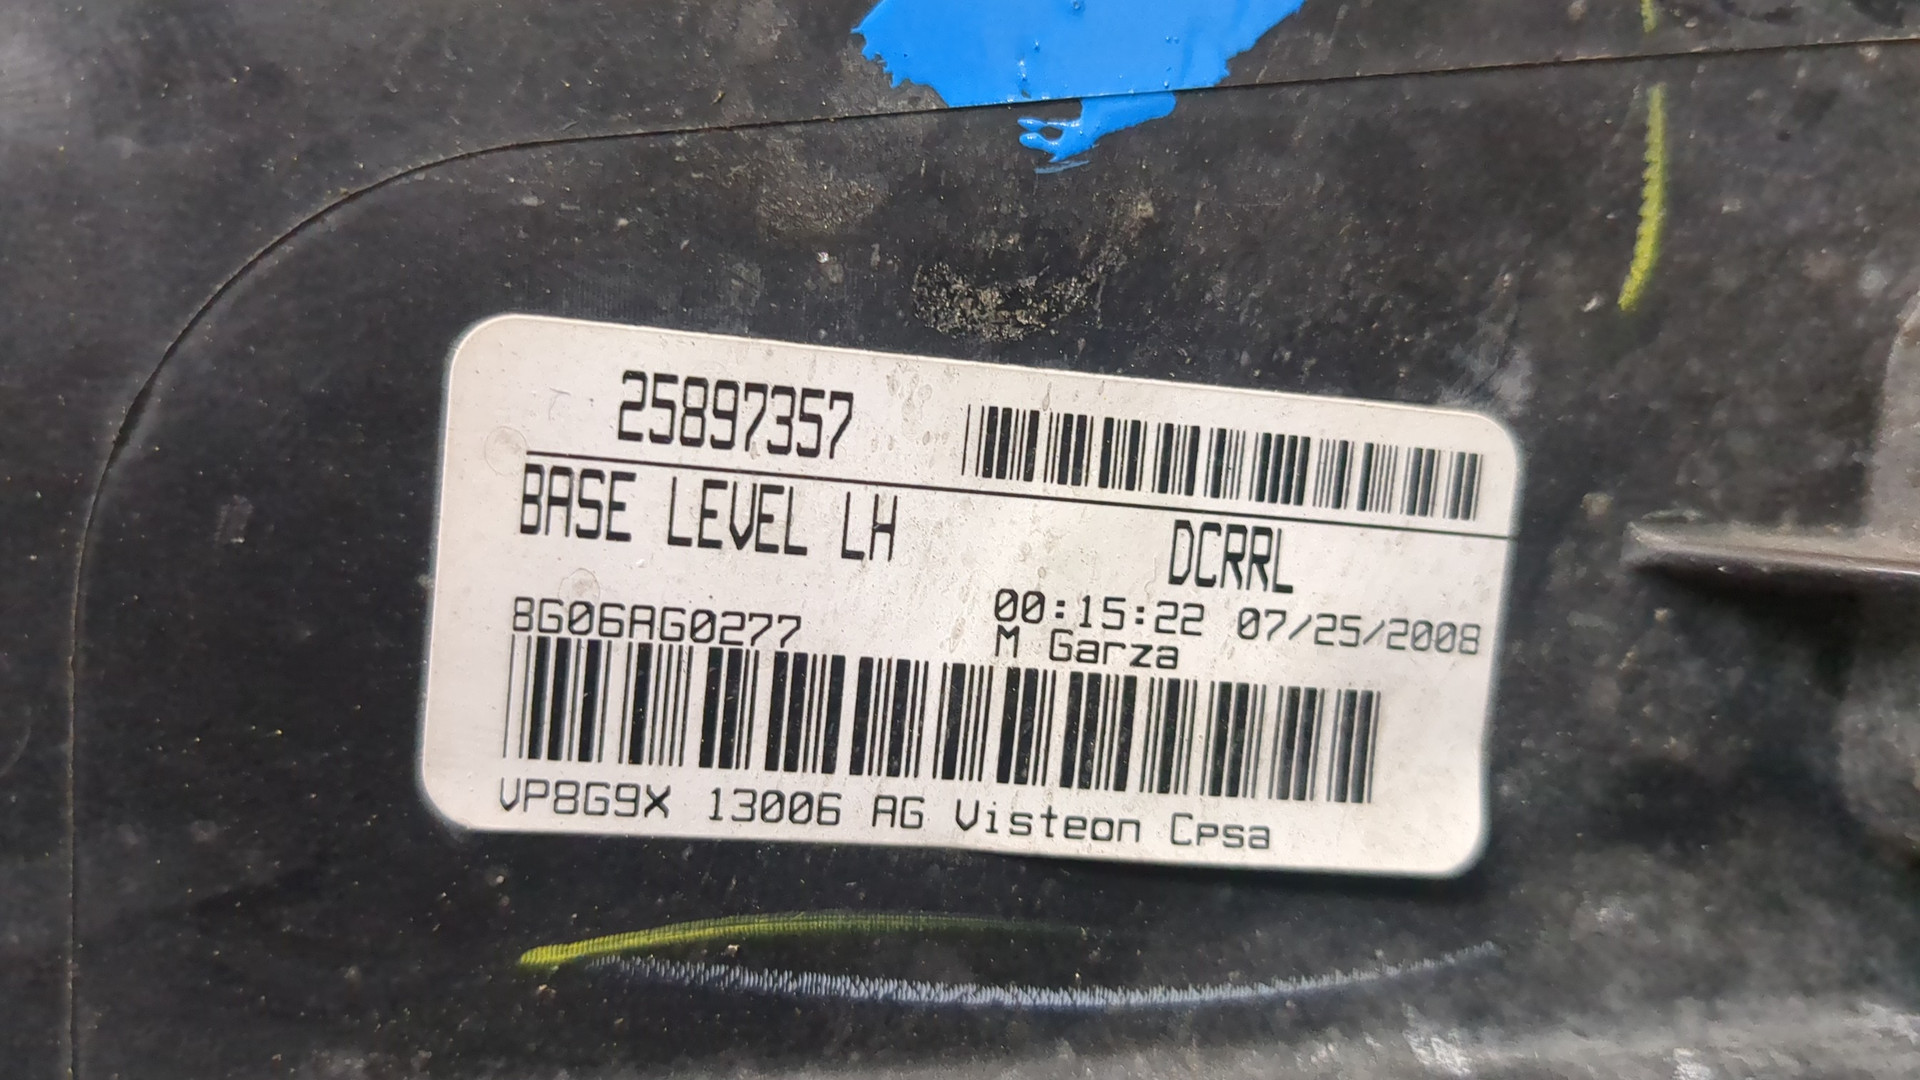 25897357
BASE LEVEL LH
DCRRL
8G06AG0277
00:15:22 07/25/2008
M Garza
VP8G9X 13006 AG Visteon Cpsa